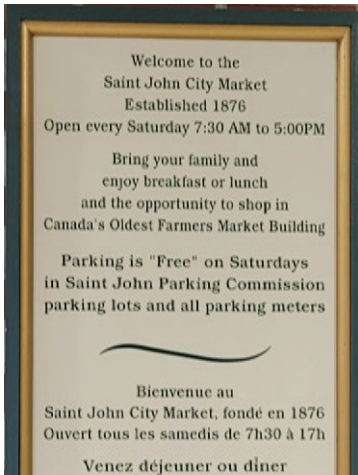 Welcome to the
Saint John City Market
Established 1876
Open every Saturday 7:30 AM to 5:00PM
Bring your family and
enjoy breakfast or lunch
and the opportunity to shop in
Canada's Oldest Farmers Market Building
Parking is "Free" on Saturdays
in Saint John Parking Commission
parking lots and all parking meters
Bienvenue au
Saint John City Market, fondé en 1876
Ouvert tous les samedis de 7h30 à 17h
Venez déjeuner ou dîner